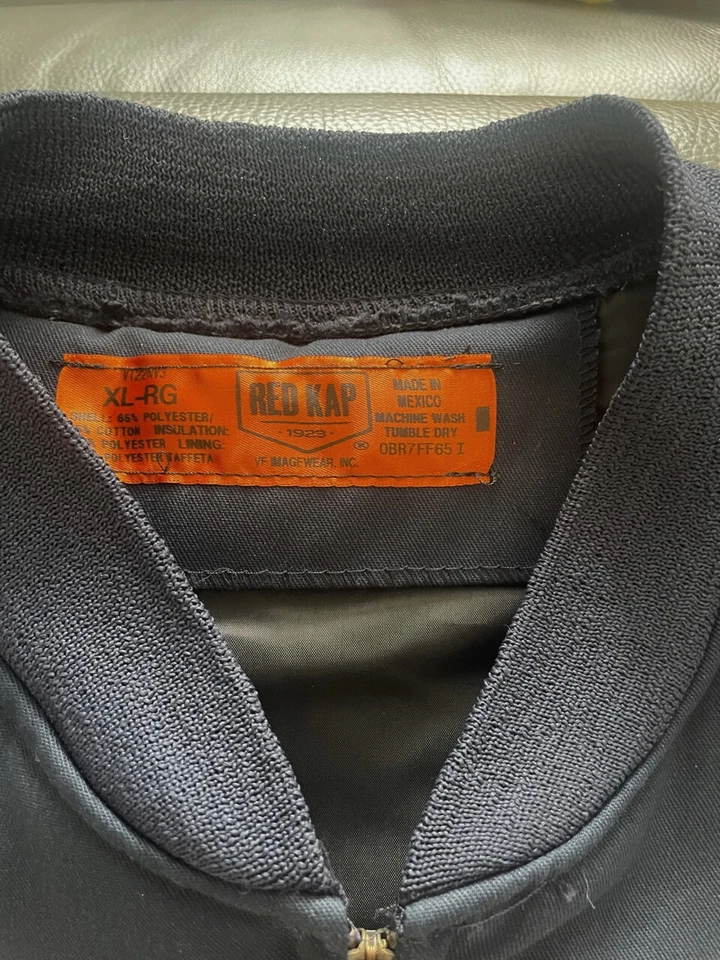 XL-RG
SHELL: 65% POLYESTER/
COTTON INSULATION:
POLYESTER LINING:
POLYESTER TAFFETA
RED KAP
· 1923 ·
®
VF IMAGEWEAR, INC.
MADE IN
MEXICO
MACHINE WASH
TUMBLE DRY
0BR7FF65 I